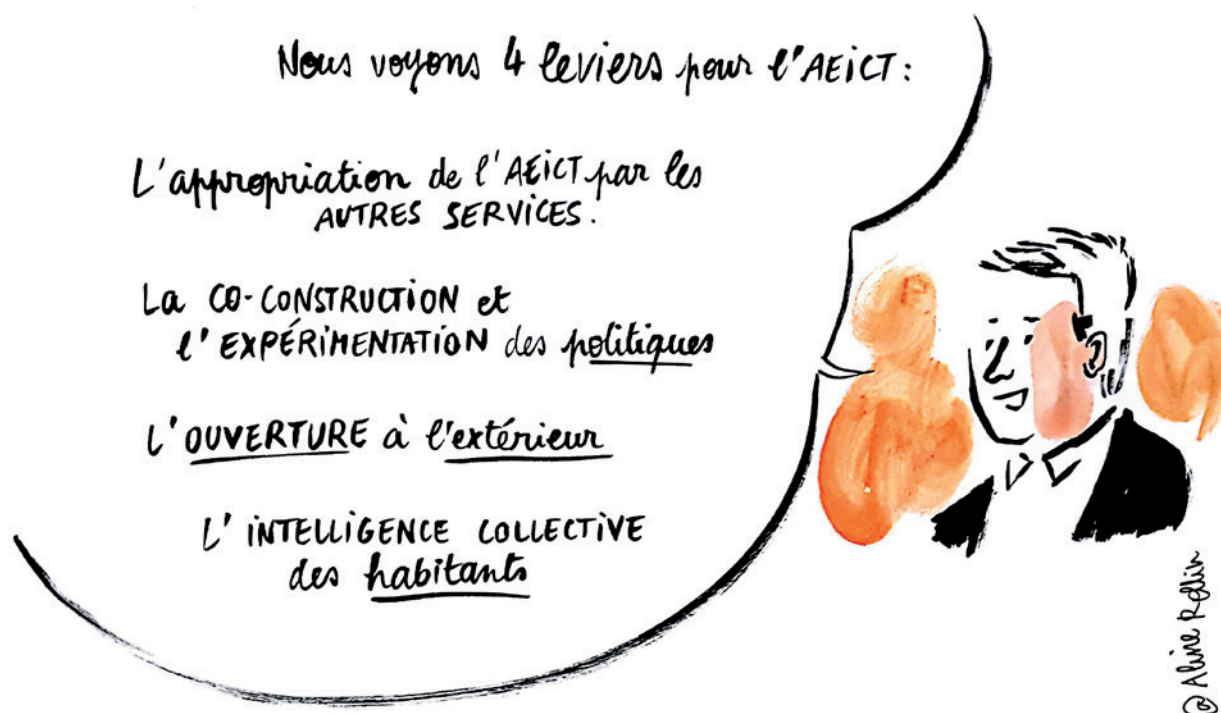 Nous voyons 4 leviers pour l'AEiCT :
L'appropriation de l'AEiCT par les
AUTRES SERViCES.
La CO-CONSTRUCTION et
l'EXPÉRiMENTATiON des politiques
L'OUVERTURE à l'extérieur
L'iNTELLiGENCE COLLECTiVE
des habitants
@ Aline Rollin